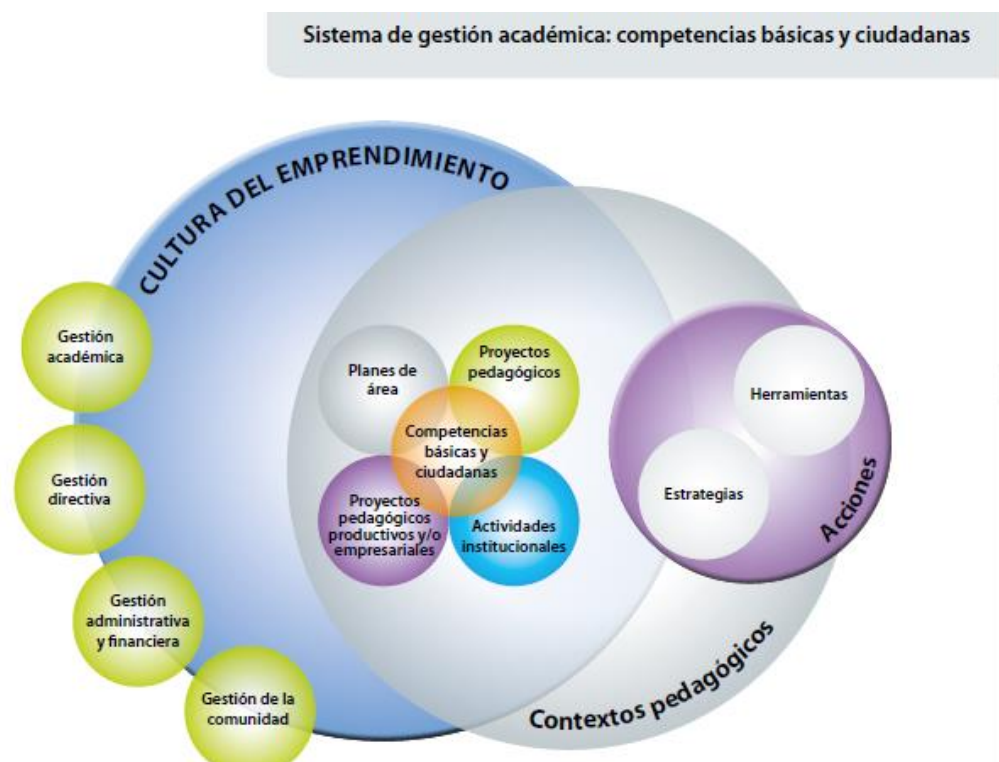 Sistema de gestión académica: competencias básicas y ciudadanas
CULTURA DEL EMPRENDIMIENTO
Gestión
académica
Gestión
directiva
Gestión
administrativa
y financiera
Gestión de la
comunidad
Planes de
área
Proyectos
pedagógicos
Competencias
básicas y
ciudadanas
Proyectos
pedagógicos
productivos y/o
empresariales
Actividades
institucionales
Herramientas
Estrategias
Acciones
Contextos pedagógicos